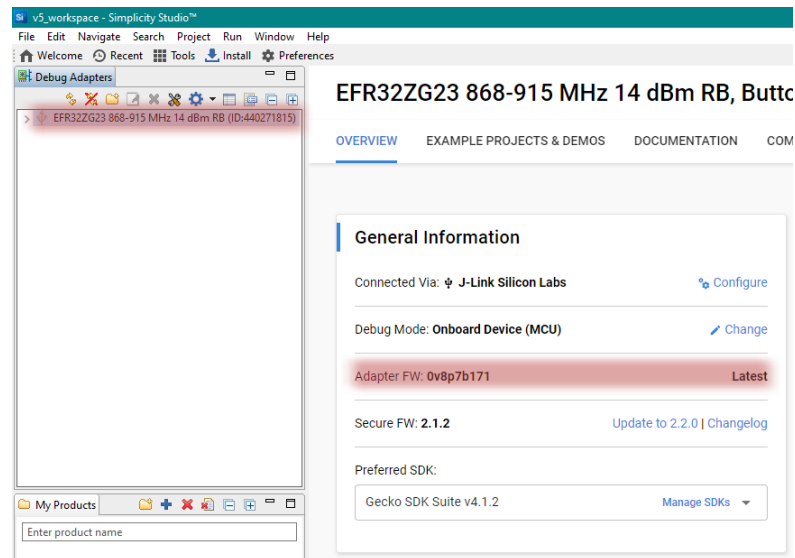 v5_workspace - Simplicity Studio™
File Edit Navigate Search Project Run Window Help
Welcome Recent Tools Install Preferences
Debug Adapters
EFR32ZG23 868-915 MHz 14 dBm RB (ID:440271815)
EFR32ZG23 868-915 MHz 14 dBm RB, Butto
OVERVIEW EXAMPLE PROJECTS & DEMOS DOCUMENTATION COM
General Information
Connected Via: J-Link Silicon Labs Configure
Debug Mode: Onboard Device (MCU) Change
Adapter FW: 0v8p7b171 Latest
Secure FW: 2.1.2 Update to 2.2.0 | Changelog
Preferred SDK:
Gecko SDK Suite v4.1.2 Manage SDKs
My Products
Enter product name